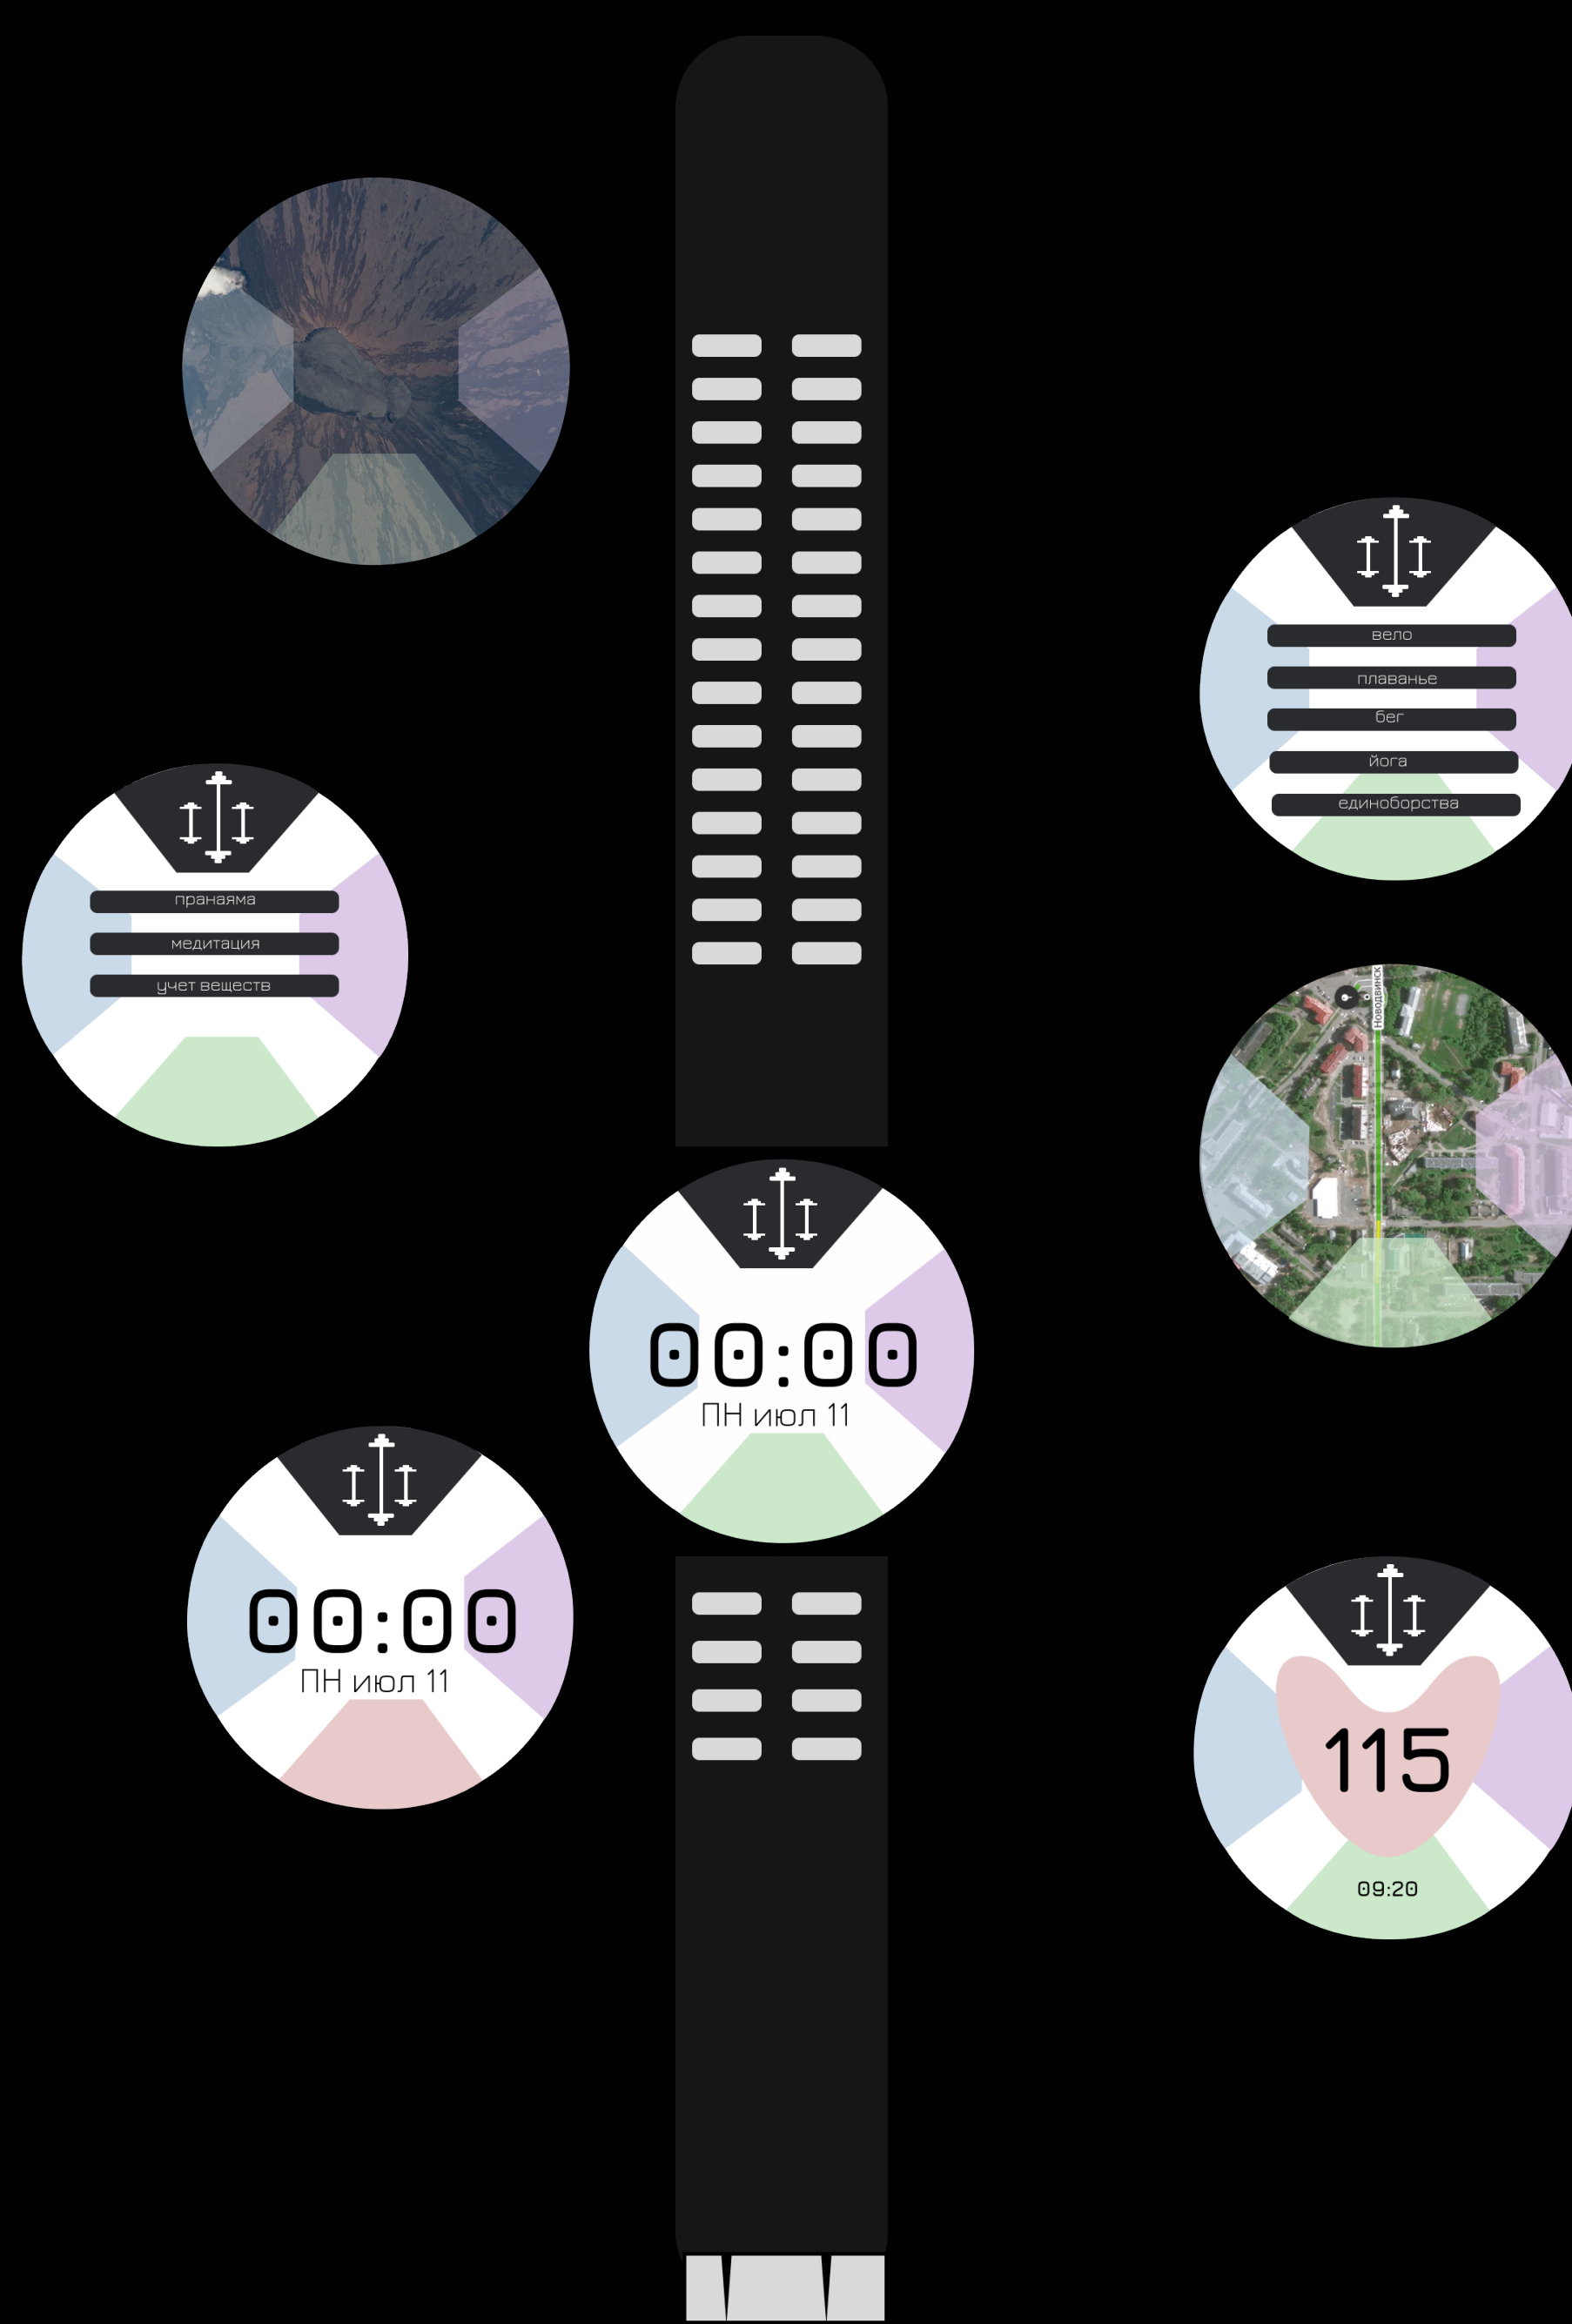 вело
плаванье
бег
йога
единоборства
пранаяма
медитация
учет веществ
Новодвинск
00:00
ПН июл 11
00:00
ПН июл 11
115
09:20